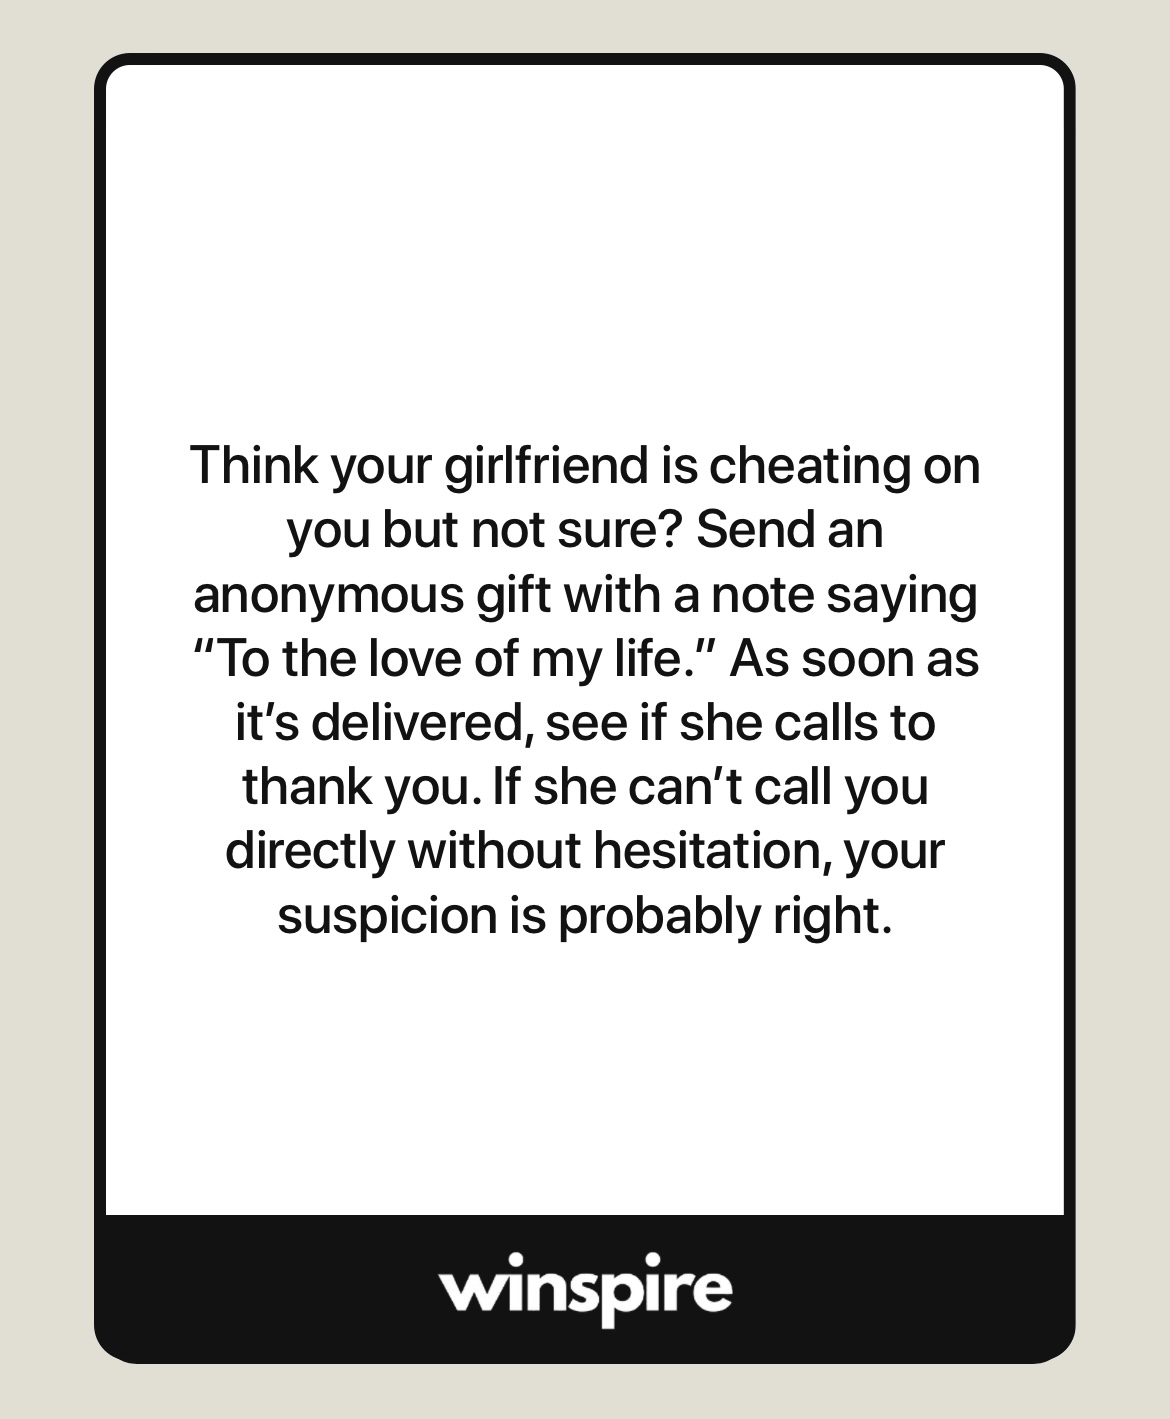 Think your girlfriend is cheating on
you but not sure? Send an
anonymous gift with a note saying
“To the love of my life.” As soon as
it’s delivered, see if she calls to
thank you. If she can’t call you
directly without hesitation, your
suspicion is probably right.
winspire